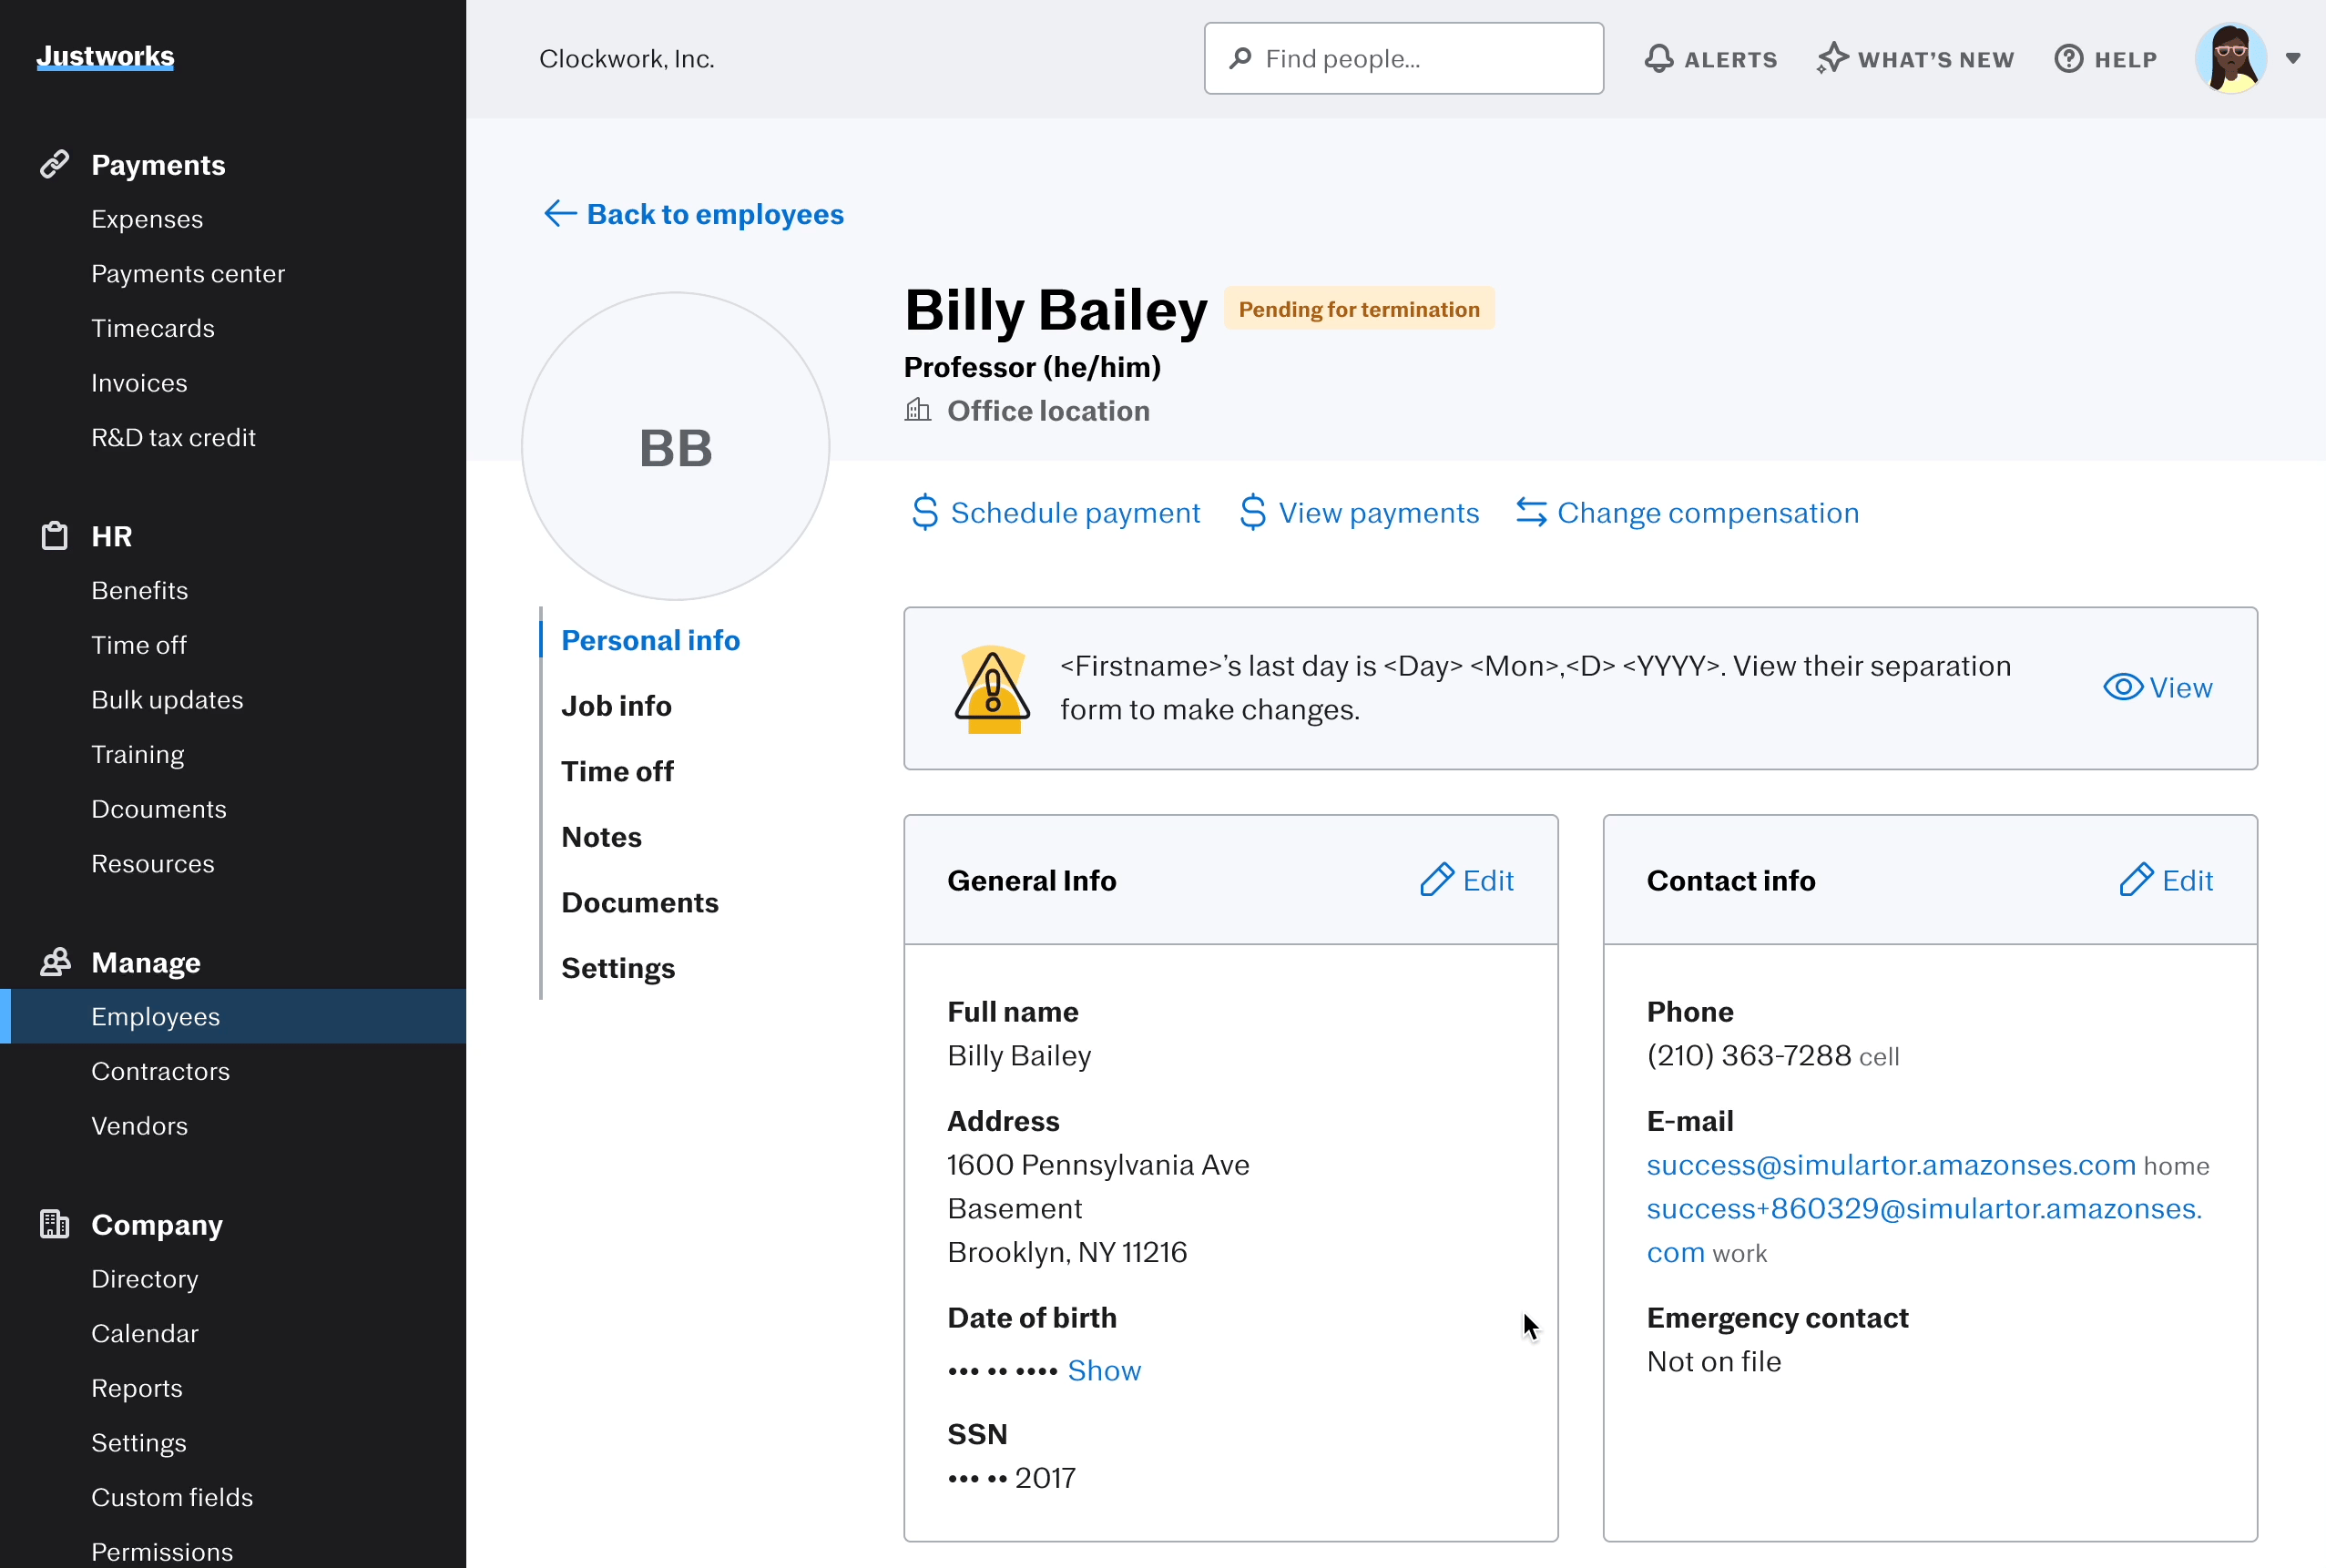 Justworks
Payments
Expenses
Payments center
Timecards
Invoices
R&D tax credit
HR
Benefits
Time off
Bulk updates
Training
Dcouments
Resources
Manage
Employees
Contractors
Vendors
Company
Directory
Calendar
Reports
Settings
Custom fields
Permissions
Clockwork, Inc.
Find people...
ALERTS
WHAT'S NEW
HELP
Back to employees
BB
Billy Bailey
Pending for termination
Professor (he/him)
Office location
Schedule payment
View payments
Change compensation
Personal info
Job info
Time off
Notes
Documents
Settings
<Firstname>’s last day is <Day> <Mon>,<D> <YYYY>. View their separation
form to make changes.
View
General Info
Edit
Full name
Billy Bailey
Address
1600 Pennsylvania Ave
Basement
Brooklyn, NY 11216
Date of birth
••• •• •••• Show
SSN
••• •• 2017
Contact info
Edit
Phone
(210) 363-7288 cell
E-mail
success@simulartor.amazonses.com home
success+860329@simulartor.amazonses.
com work
Emergency contact
Not on file